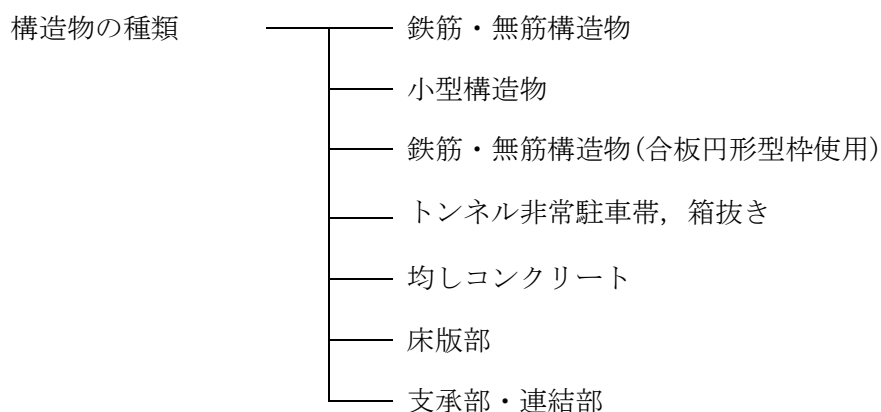 構造物の種類
鉄筋・無筋構造物
小型構造物
鉄筋・無筋構造物(合板円形型枠使用)
トンネル非常駐車帯,箱抜き
均しコンクリート
床版部
支承部・連結部